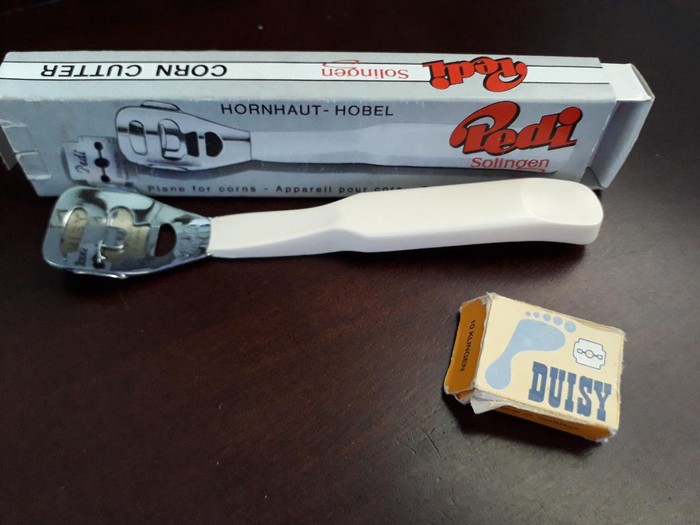 CORN CUTTER
Solingen
Pedi
HORNHAUT-HOBEL
Pedi
Solingen
Pedi
Plane for corns - Appareil pour
10 KLINGEN
DUISY